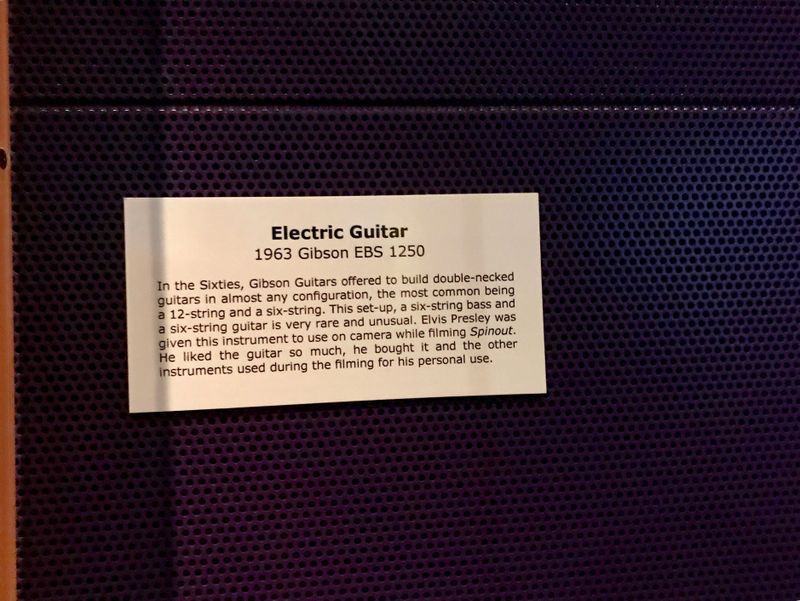 Electric Guitar
1963 Gibson EBS 1250
In the Sixties, Gibson Guitars offered to build double-necked
guitars in almost any configuration, the most common being
a 12-string and a six-string. This set-up, a six-string bass and
a six-string guitar is very rare and unusual. Elvis Presley was
given this instrument to use on camera while filming Spinout.
He liked the guitar so much, he bought it and the other
instruments used during the filming for his personal use.